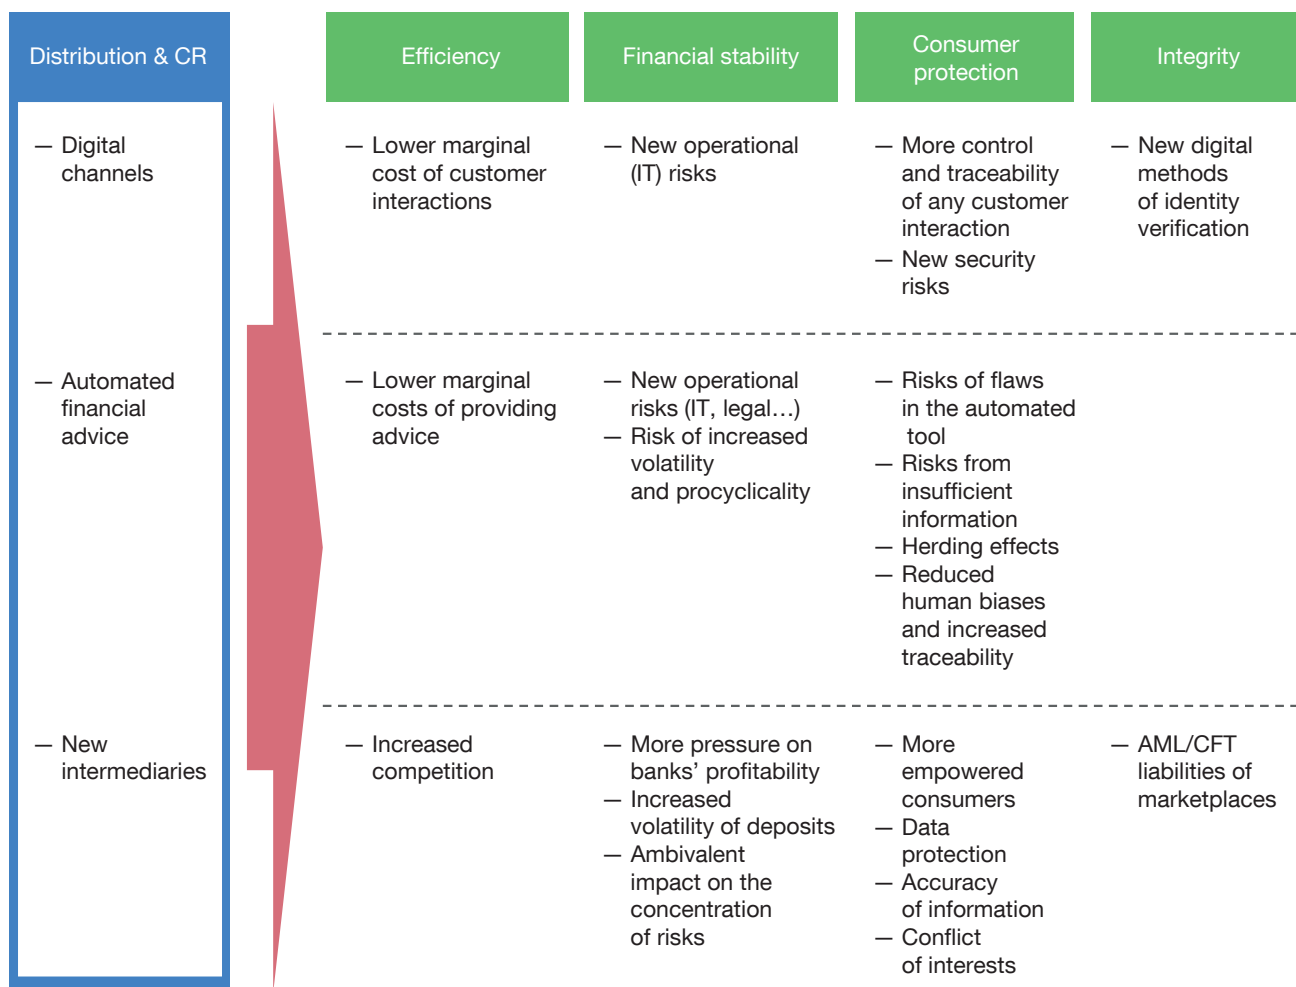 Distribution & CR
Efficiency
Financial stability
Consumer
protection
Integrity
— Digital
channels
— Lower marginal
cost of customer
interactions
— New operational
(IT) risks
— More control
and traceability
of any customer
interaction
— New security
risks
— New digital
methods
of identity
verification
— Automated
financial
advice
— Lower marginal
costs of providing
advice
— New operational
risks (IT, legal…)
— Risk of increased
volatility
and procyclicality
— Risks of flaws
in the automated
tool
— Risks from
insufficient
information
— Herding effects
— Reduced
human biases
and increased
traceability
— New
intermediaries
— Increased
competition
— More pressure on
banks’ profitability
— Increased
volatility of deposits
— Ambivalent
impact on the
concentration
of risks
— More
empowered
consumers
— Data
protection
— Accuracy
of information
— Conflict
of interests
— AML/CFT
liabilities of
marketplaces